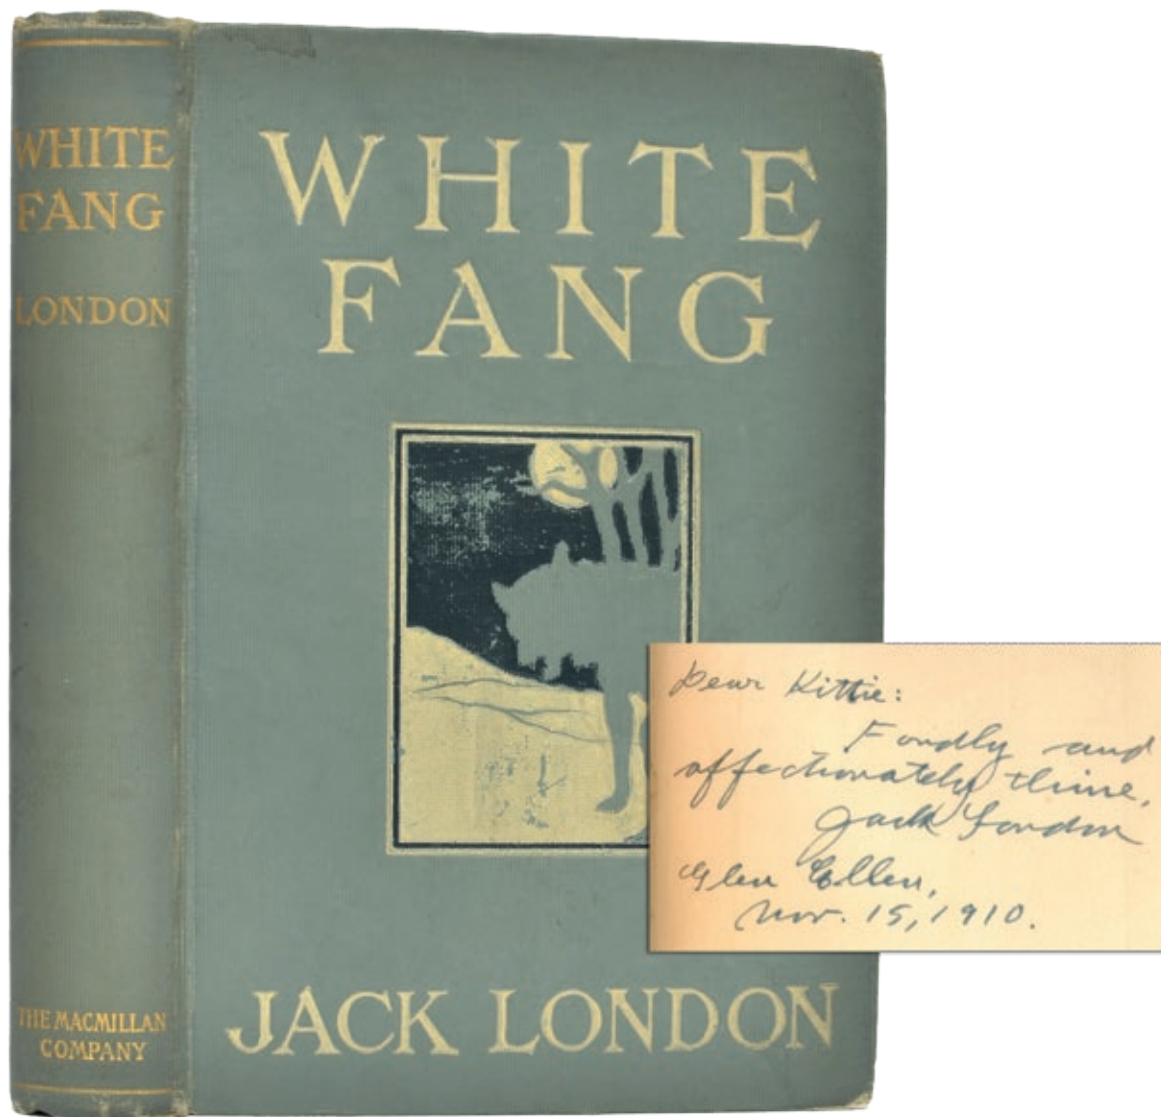 WHITE
FANG
LONDON
THE MACMILLAN
COMPANY
WHITE
FANG
JACK LONDON
Dear Kittie:
Fondly and
affectionately thine,
Jack London
Glen Ellen,
Nov. 15, 1910.